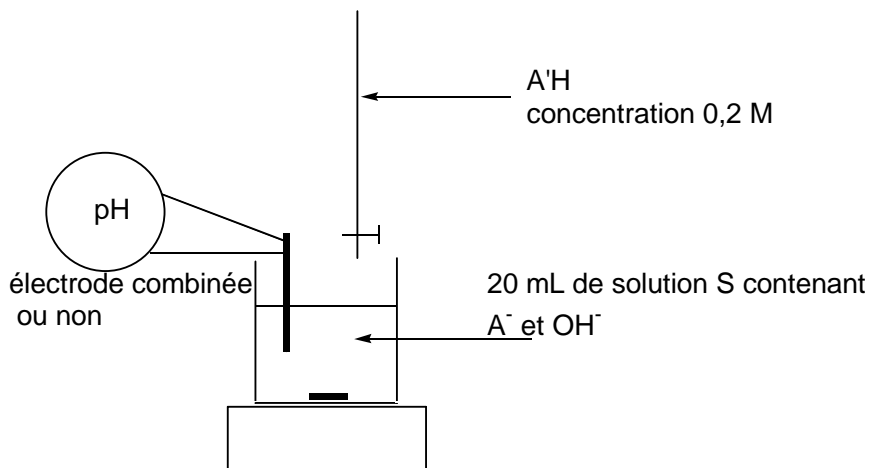 A'H
concentration 0,2 M
pH
électrode combinée
ou non
20 mL de solution S contenant
A⁻ et OH⁻